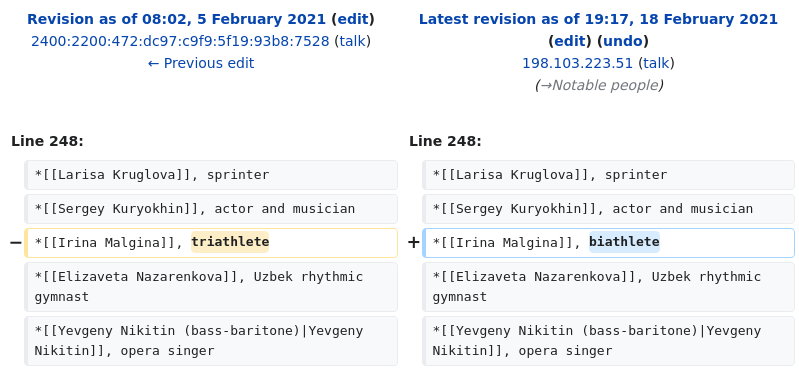 Revision as of 08:02, 5 February 2021 (edit)
2400:2200:472:dc97:c9f9:5f19:93b8:7528 (talk)
← Previous edit
Latest revision as of 19:17, 18 February 2021
(edit) (undo)
198.103.223.51 (talk)
(→Notable people)
Line 248:
*[[Larisa Kruglova]], sprinter
*[[Sergey Kuryokhin]], actor and musician
− *[[Irina Malgina]], triathlete
*[[Elizaveta Nazarenkova]], Uzbek rhythmic
gymnast
*[[Yevgeny Nikitin (bass-baritone)|Yevgeny
Nikitin]], opera singer
Line 248:
*[[Larisa Kruglova]], sprinter
*[[Sergey Kuryokhin]], actor and musician
+ *[[Irina Malgina]], biathlete
*[[Elizaveta Nazarenkova]], Uzbek rhythmic
gymnast
*[[Yevgeny Nikitin (bass-baritone)|Yevgeny
Nikitin]], opera singer